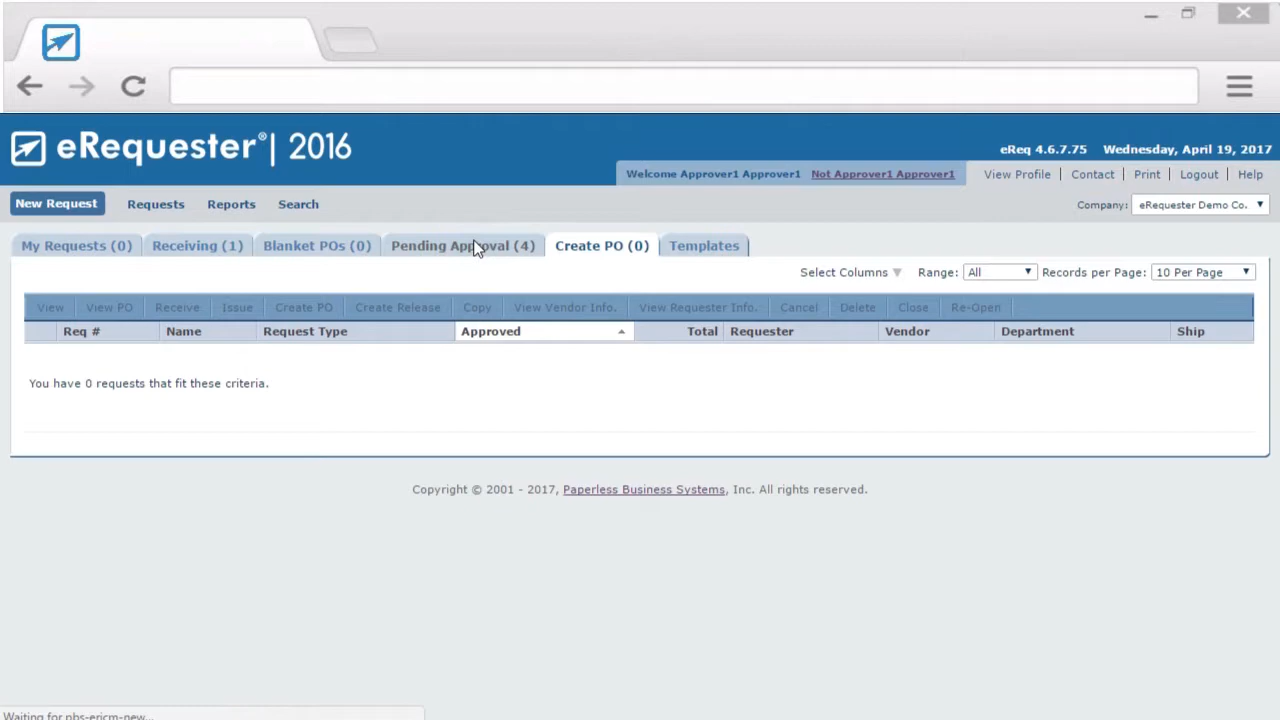 eRequester® | 2016
eReq 4.6.7.75 Wednesday, April 19, 2017
Welcome Approver1 Approver1 Not Approver1 Approver1 View Profile | Contact | Print | Logout | Help
New Request Requests Reports Search Company: eRequester Demo Co.
My Requests (0) Receiving (1) Blanket POs (0) Pending Approval (4) Create PO (0) Templates
Select Columns Range: All Records per Page: 10 Per Page
View View PO Receive Issue Create PO Create Release Copy View Vendor Info. View Requester Info. Cancel Delete Close Re-Open
Req # Name Request Type Approved Total Requester Vendor Department Ship
You have 0 requests that fit these criteria.
Copyright © 2001 - 2017, Paperless Business Systems, Inc. All rights reserved.
Waiting for pbs-ericm-new...